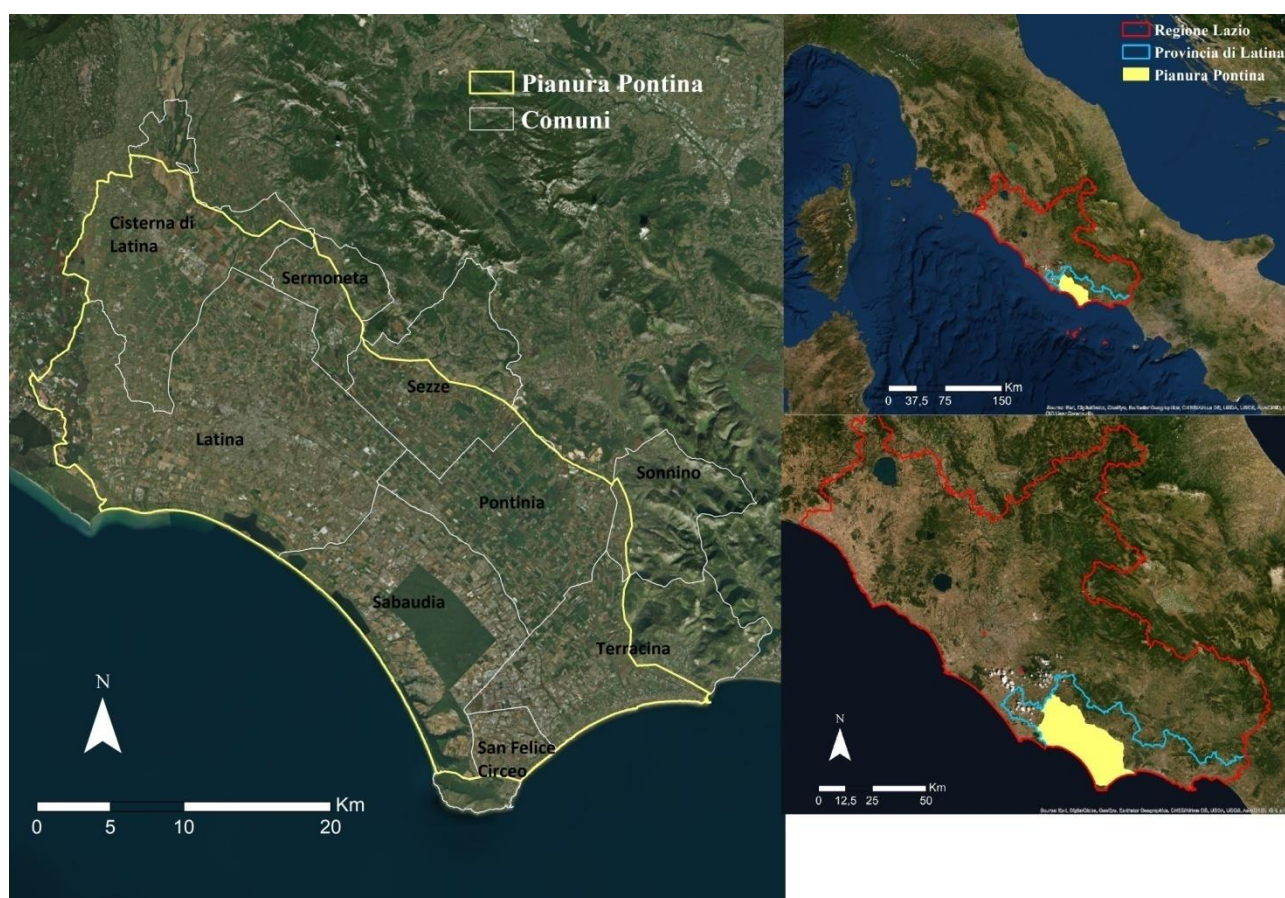 Pianura Pontina
Comuni
Cisterna di
Latina
Sermoneta
Sezze
Latina
Sonnino
Pontinia
Sabaudia
Terracina
San Felice
Circeo
N
Km
0 5 10 20
Regione Lazio
Provincia di Latina
Pianura Pontina
Km
0 37,5 75 150
N
Km
0 12,5 25 50